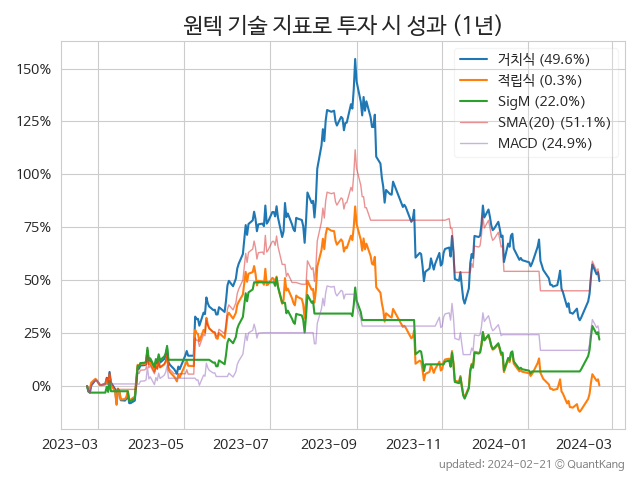 원텍 기술 지표로 투자 시 성과 (1년)
거치식 (49.6%)
적립식 (0.3%)
SigM (22.0%)
SMA(20) (51.1%)
MACD (24.9%)
150%
125%
100%
75%
50%
25%
0%
2023-03 2023-05 2023-07 2023-09 2023-11 2024-01 2024-03
updated: 2024-02-21 © QuantKang